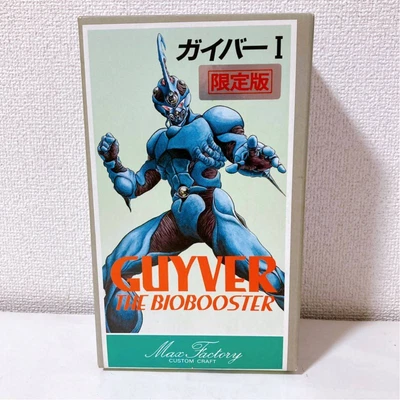 ガイバーI
限定版
GUYVER
THE BIOBOOSTER
Max Factory
CUSTOM CRAFT